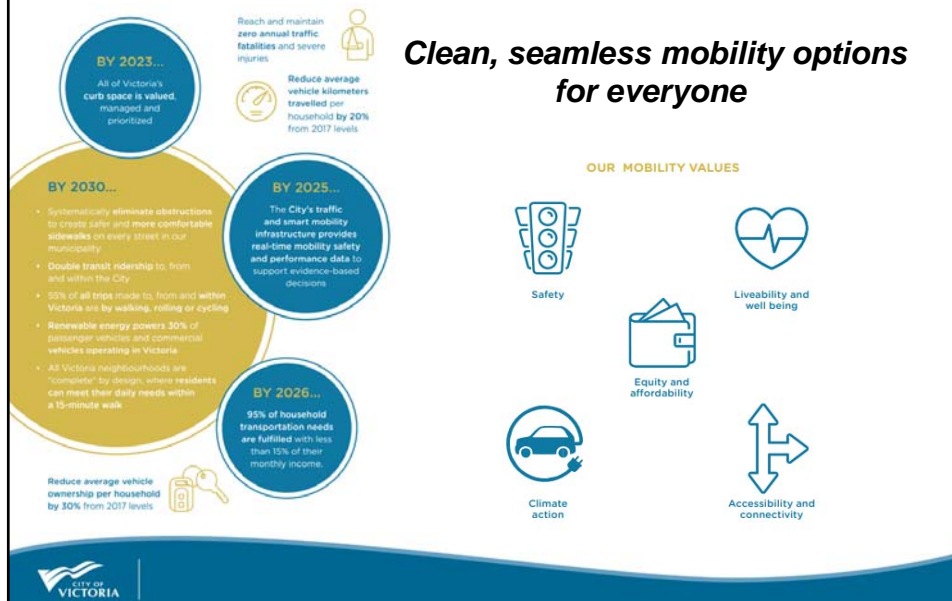 Reach and maintain
zero annual traffic
fatalities and severe
injuries
Clean, seamless mobility options
for everyone
BY 2023...
All of Victoria's
curb space is valued,
managed and
prioritized
Reduce average
vehicle kilometers
travelled per
household by 20%
from 2017 levels
OUR MOBILITY VALUES
BY 2030...
• Systematically eliminate obstructions
to create safer and more comfortable
sidewalks on every street in our
municipality
• Double transit ridership to, from
and within the City
• 55% of all trips made to, from and within
Victoria are by walking, rolling or cycling
• Renewable energy powers 30% of
passenger vehicles and commercial
vehicles operating in Victoria
• All Victoria neighbourhoods are
"complete" by design, where residents
can meet their daily needs within
a 15-minute walk
BY 2025...
The City's traffic
and smart mobility
infrastructure provides
real-time mobility safety
and performance data to
support evidence-based
decisions
Safety
Liveability and
well being
Equity and
affordability
BY 2026...
95% of household
transportation needs
are fulfilled with less
than 15% of their
monthly income.
Reduce average vehicle
ownership per household
by 30% from 2017 levels
Climate
action
Accessibility and
connectivity
CITY OF
VICTORIA